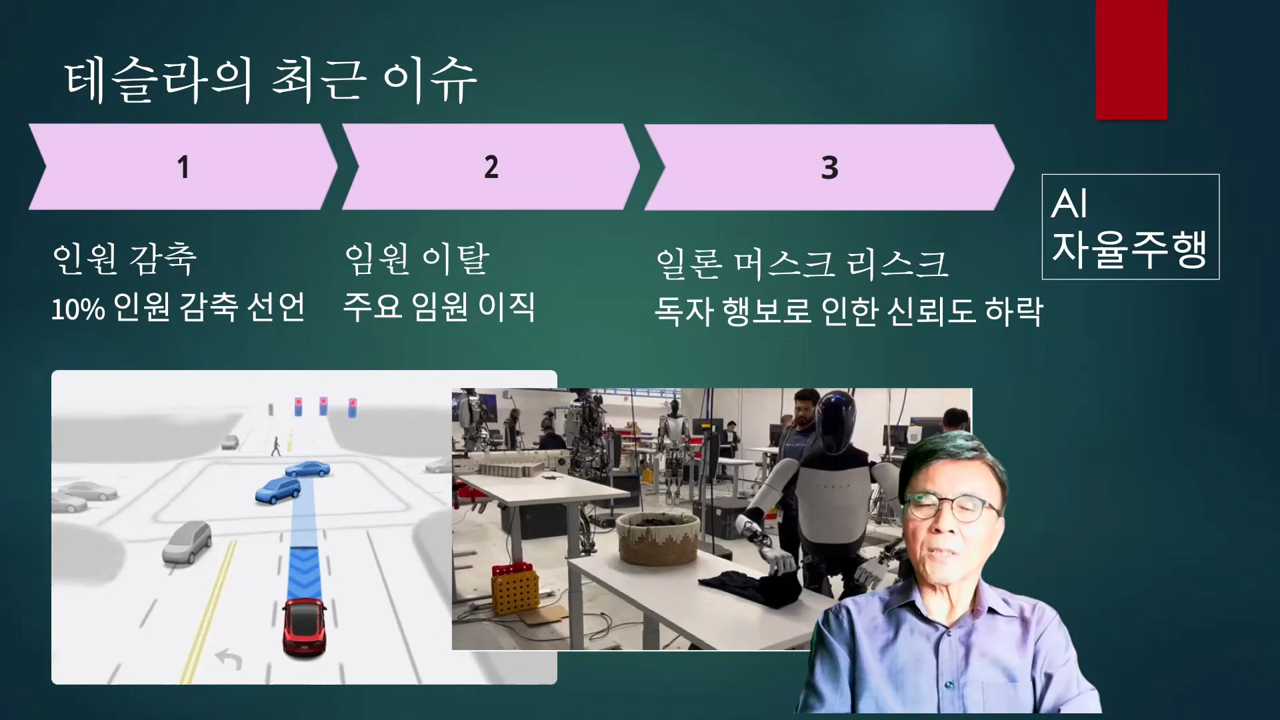 테슬라의 최근 이슈
1
2
3
인원 감축
10% 인원 감축 선언
임원 이탈
주요 임원 이직
일론 머스크 리스크
독자 행보로 인한 신뢰도 하락
AI
자율주행
TESLA